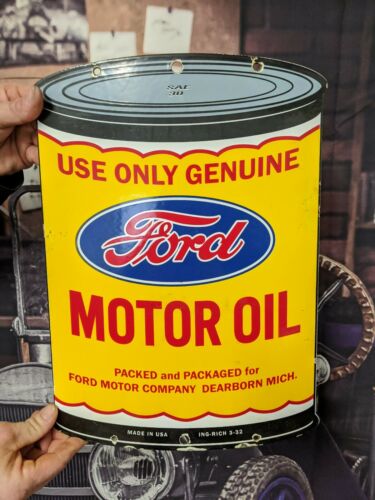 SAE
30
USE ONLY GENUINE
Ford
MOTOR OIL
PACKED and PACKAGED for
FORD MOTOR COMPANY DEARBORN MICH.
MADE IN USA ING-RICH 3-32